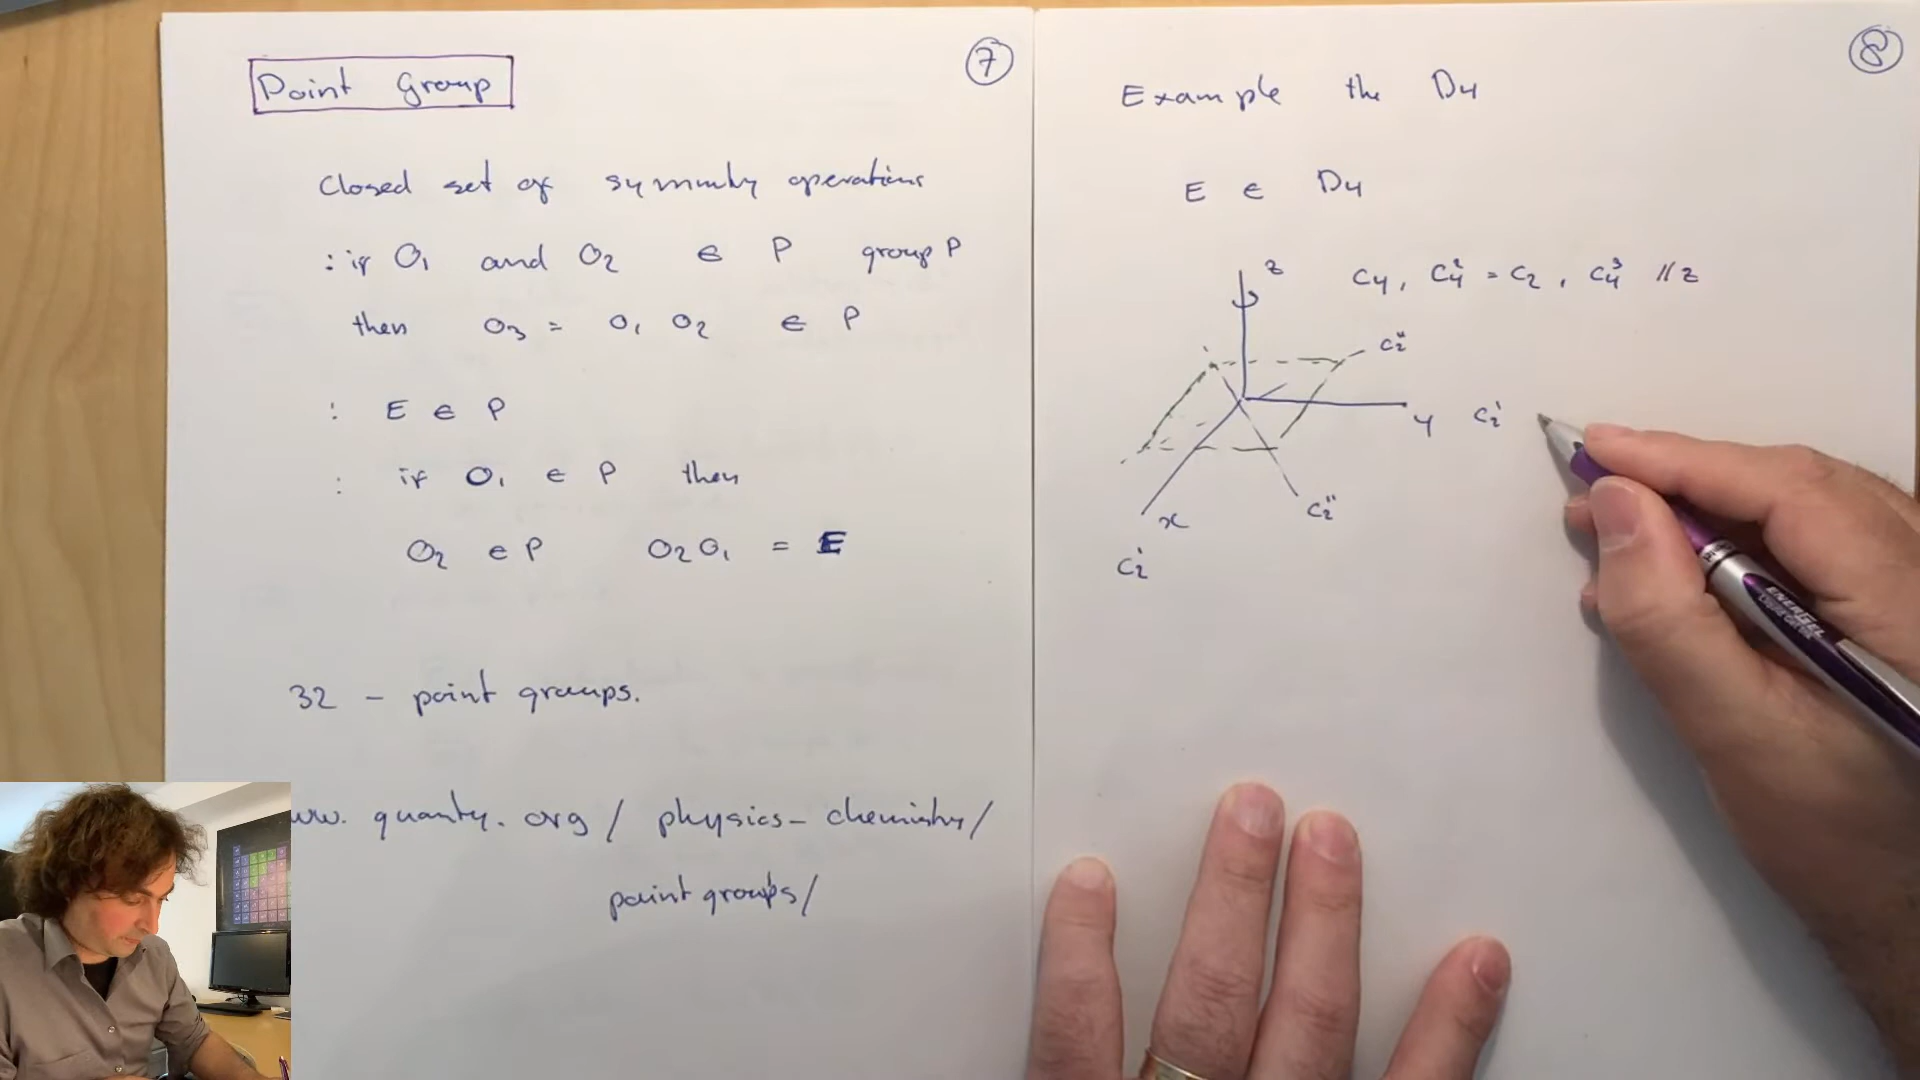 Point Group
7
Closed set of symmetry operations
: if O₁ and O₂ ∈ P group P
then O₃ = O₁ O₂ ∈ P
: E ∈ P
: if O₁ ∈ P then
O₂ ∈ P O₂O₁ = E
32 - point groups.
ww. quanty.org / physics-chemistry/
point groups/
8
Example the D₄
E ∈ D₄
z C₄, C₄² = C₂, C₄³ // z
C₂"
y C₂'
C₂"
x
C₂'
ENERGEL